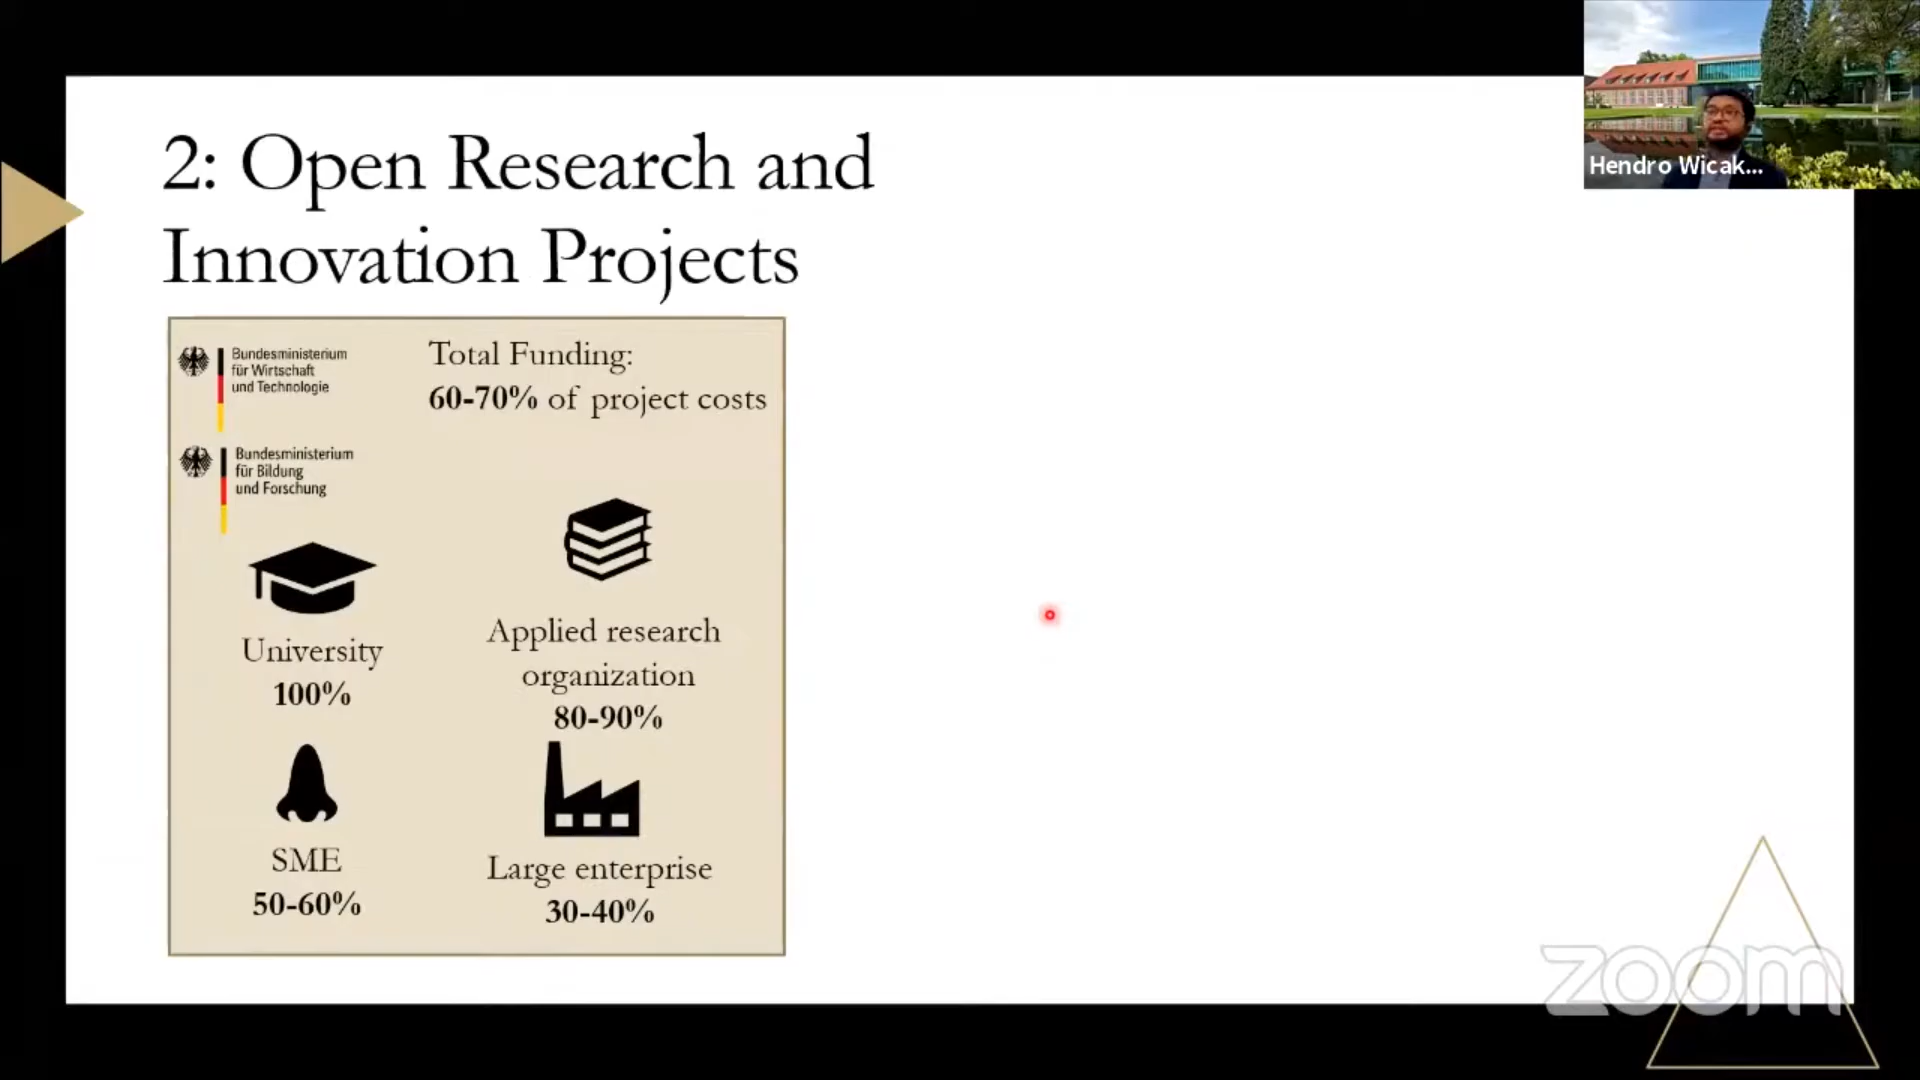 Hendro Wicak...
2: Open Research and
Innovation Projects
Bundesministerium
für Wirtschaft
und Technologie
Total Funding:
60-70% of project costs
Bundesministerium
für Bildung
und Forschung
University
100%
Applied research
organization
80-90%
SME
50-60%
Large enterprise
30-40%
zoom